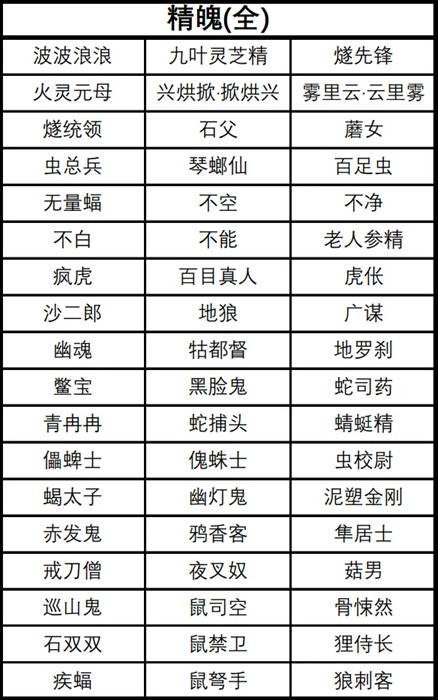 精魄(全)
波波浪浪 九叶灵芝精 燧先锋
火灵元母 兴烘掀·掀烘兴 雾里云·云里雾
燧统领 石父 蘑女
虫总兵 琴螂仙 百足虫
无量蝠 不空 不净
不白 不能 老人参精
疯虎 百目真人 虎伥
沙二郎 地狼 广谋
幽魂 牯都督 地罗刹
鳖宝 黑脸鬼 蛇司药
青冉冉 蛇捕头 蜻蜓精
儡蜱士 傀蛛士 虫校尉
蝎太子 幽灯鬼 泥塑金刚
赤发鬼 鸦香客 隼居士
戒刀僧 夜叉奴 菇男
巡山鬼 鼠司空 骨悚然
石双双 鼠禁卫 狸侍长
疾蝠 鼠弩手 狼刺客